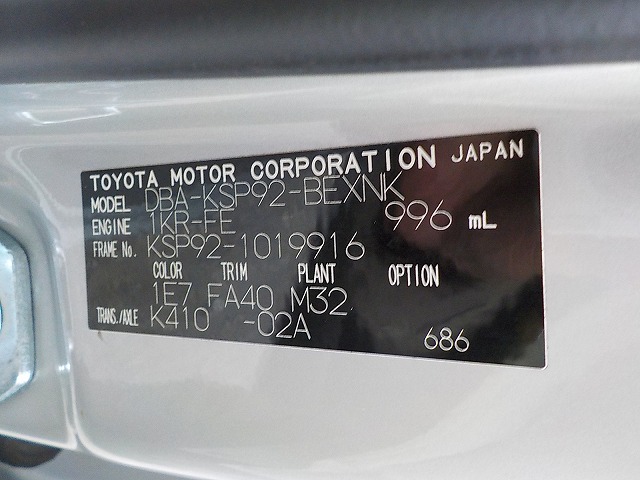 TOYOTA MOTOR CORPORATION JAPAN
MODEL DBA-KSP92-BEXNK
ENGINE 1KR-FE 996 mL
FRAME No. KSP92-1019916
COLOR TRIM PLANT OPTION
1E7 FA40 M32
TRANS./AXLE K410 -02A
686